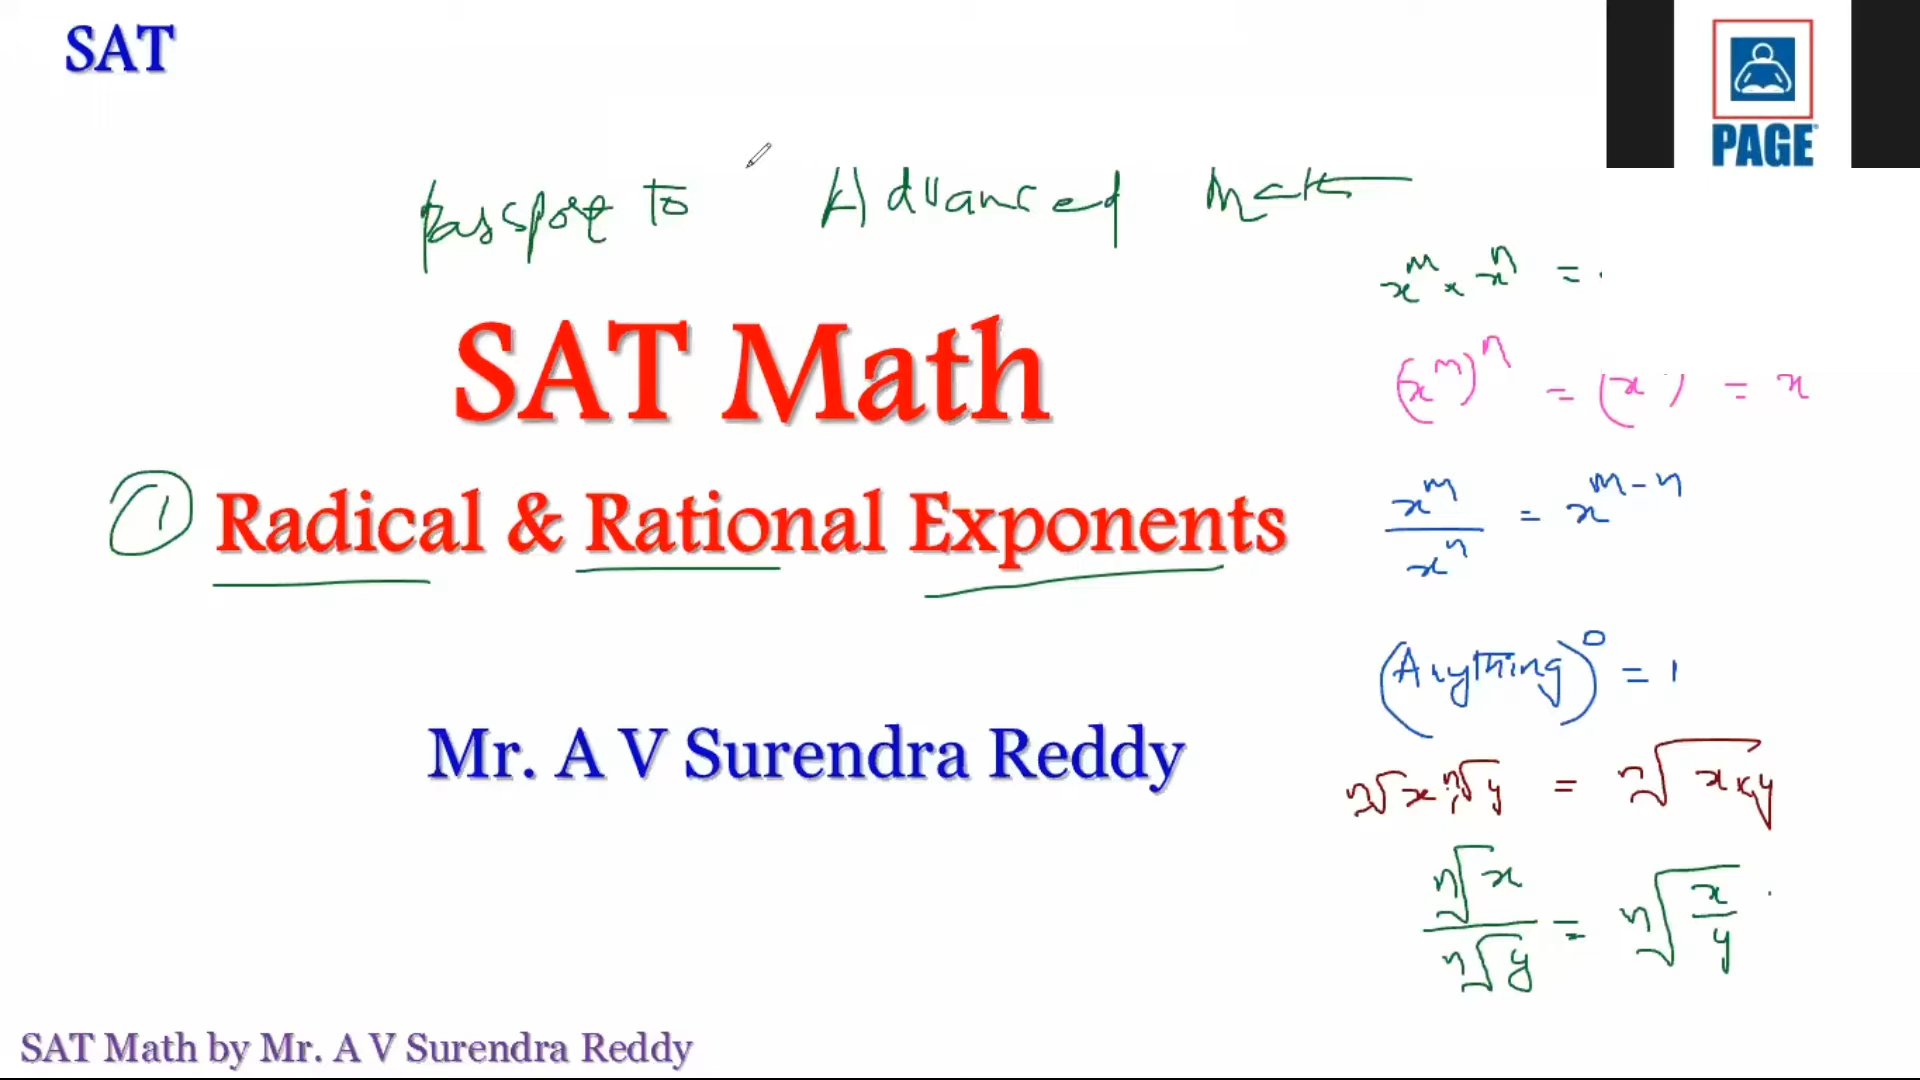 SAT
PAGE
passport to Advanced Math
SAT Math
① Radical & Rational Exponents
Mr. A V Surendra Reddy
x^m × x^n =
(x^m)^n = (x ) = x
x^m / x^n = x^(m-n)
(Anything)^0 = 1
ⁿ√x · ⁿ√y = ⁿ√(x×y)
ⁿ√x / ⁿ√y = ⁿ√(x/y)
SAT Math by Mr. A V Surendra Reddy